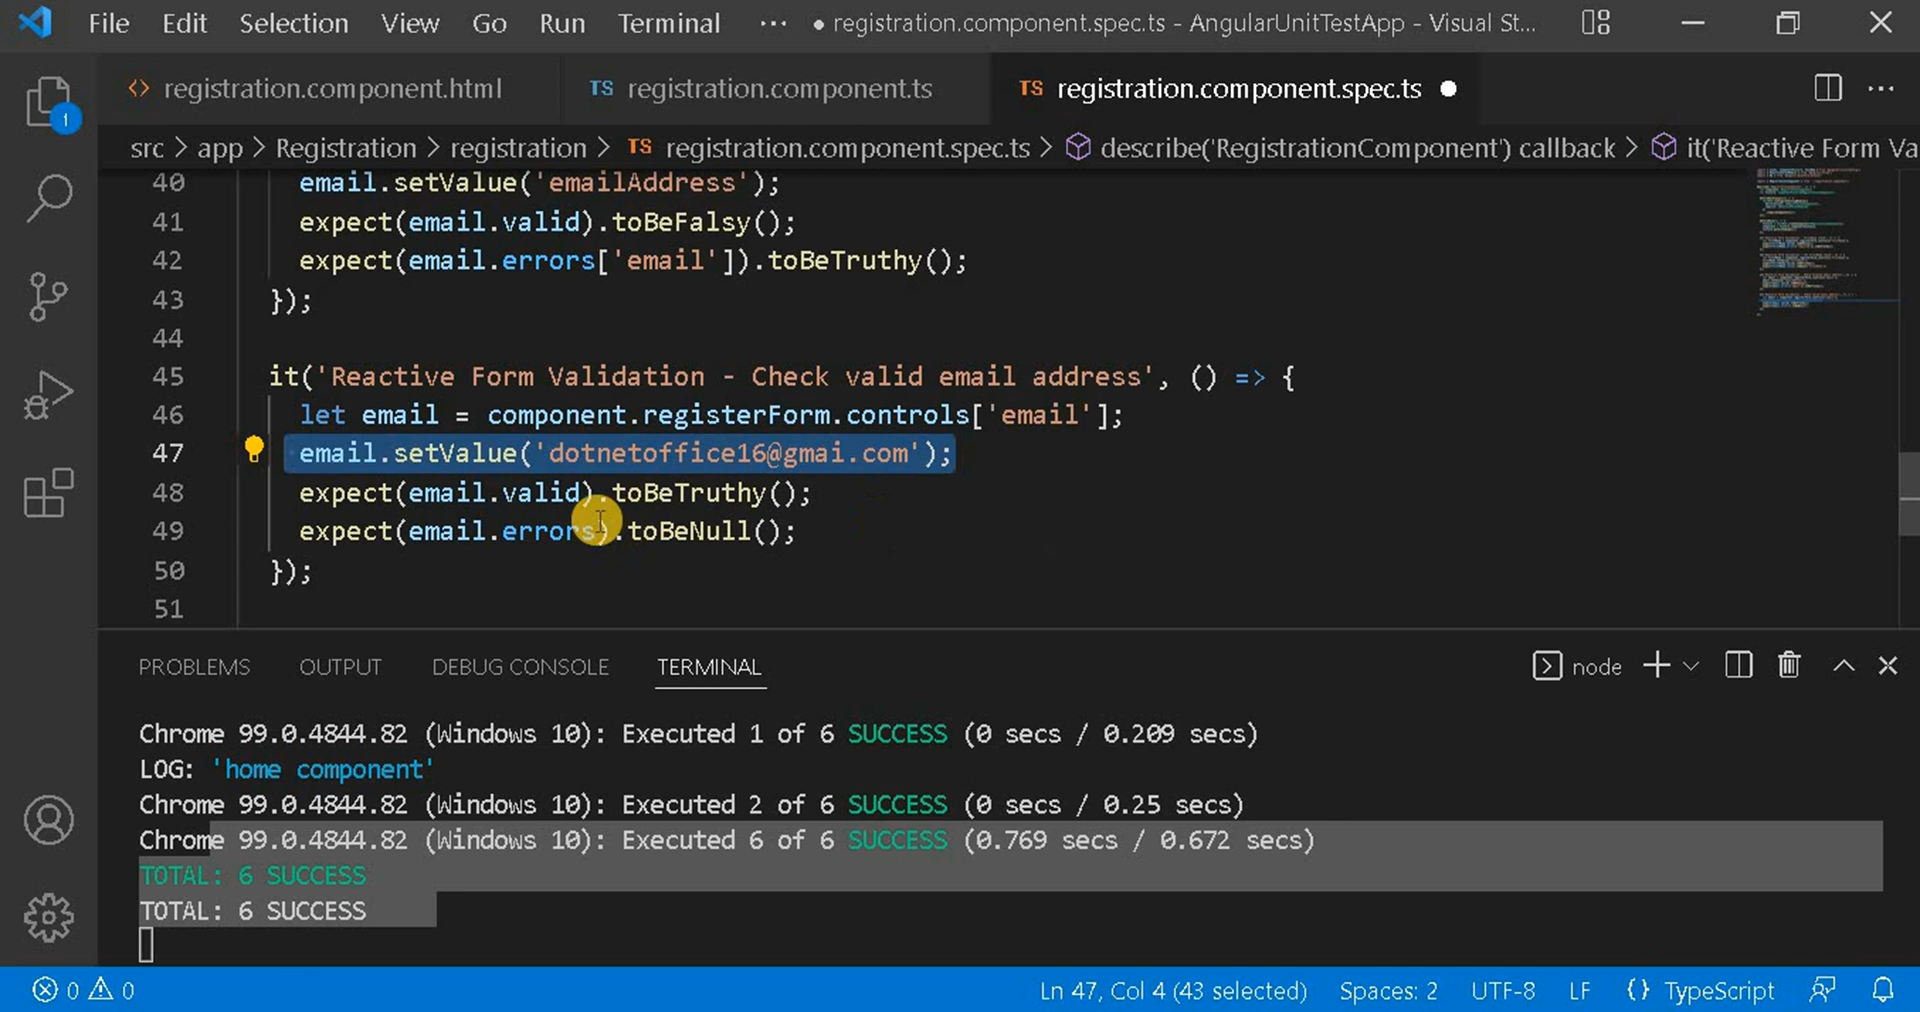 File Edit Selection View Go Run Terminal ··· ● registration.component.spec.ts - AngularUnitTestApp - Visual St...
<> registration.component.html TS registration.component.ts TS registration.component.spec.ts ● ···
src > app > Registration > registration > TS registration.component.spec.ts > describe('RegistrationComponent') callback > it('Reactive Form Va
1
40 email.setValue('emailAddress');
41 expect(email.valid).toBeFalsy();
42 expect(email.errors['email']).toBeTruthy();
43 });
44
45 it('Reactive Form Validation - Check valid email address', () => {
46 let email = component.registerForm.controls['email'];
47 email.setValue('dotnetoffice16@gmai.com');
48 expect(email.valid).toBeTruthy();
49 expect(email.errors).toBeNull();
50 });
51
PROBLEMS OUTPUT DEBUG CONSOLE TERMINAL node
Chrome 99.0.4844.82 (Windows 10): Executed 1 of 6 SUCCESS (0 secs / 0.209 secs)
LOG: 'home component'
Chrome 99.0.4844.82 (Windows 10): Executed 2 of 6 SUCCESS (0 secs / 0.25 secs)
Chrome 99.0.4844.82 (Windows 10): Executed 6 of 6 SUCCESS (0.769 secs / 0.672 secs)
TOTAL: 6 SUCCESS
TOTAL: 6 SUCCESS
0 0 Ln 47, Col 4 (43 selected) Spaces: 2 UTF-8 LF {} TypeScript